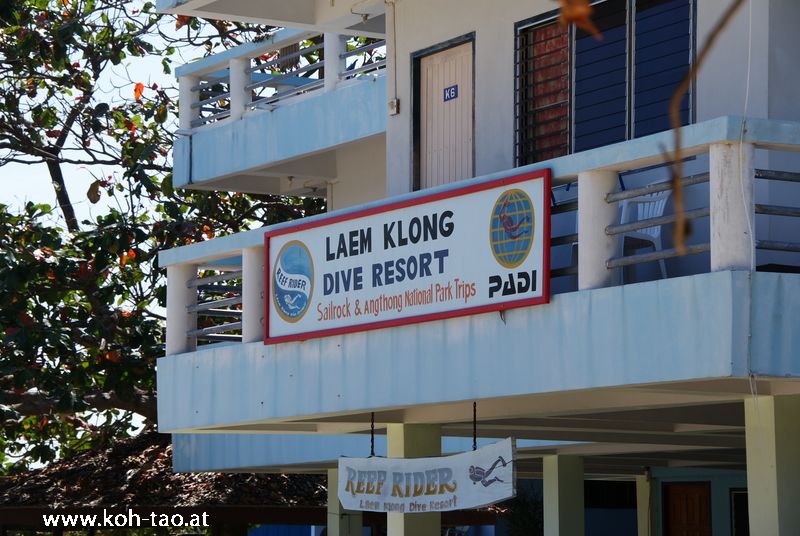 K6
LAEM KLONG
DIVE RESORT
Sailrock & Angthong National Park Trips
REEF RIDER
PADI
REEF RIDER
Laem Klong Dive Resort
www.koh-tao.at